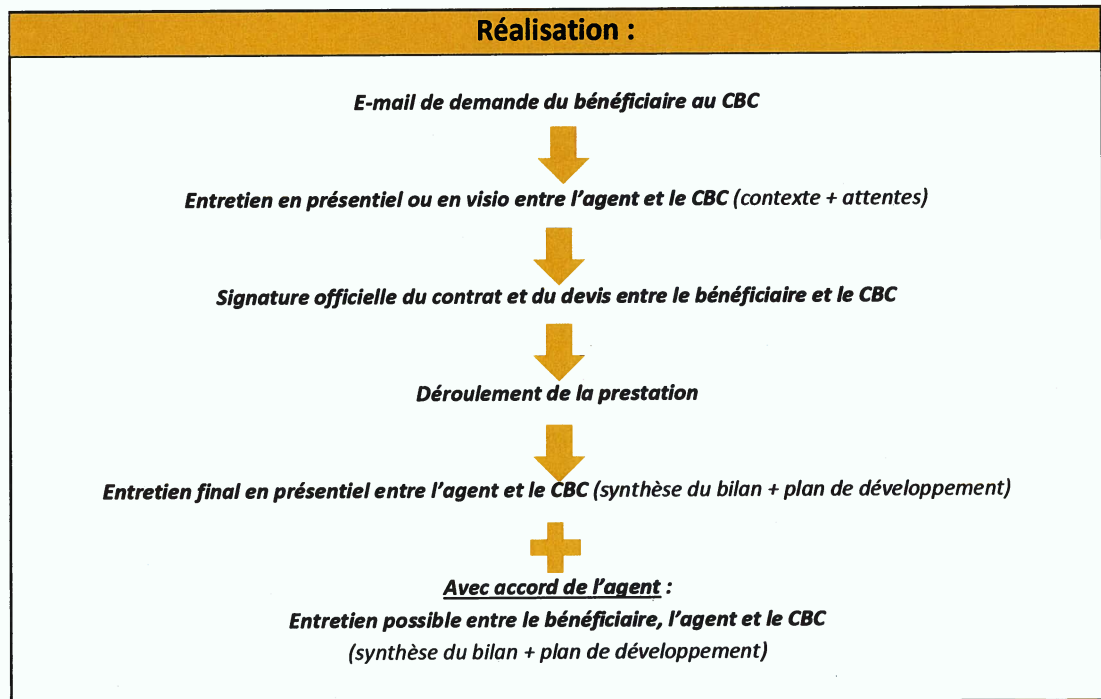 Réalisation :
E-mail de demande du bénéficiaire au CBC
Entretien en présentiel ou en visio entre l'agent et le CBC (contexte + attentes)
Signature officielle du contrat et du devis entre le bénéficiaire et le CBC
Déroulement de la prestation
Entretien final en présentiel entre l'agent et le CBC (synthèse du bilan + plan de développement)
Avec accord de l'agent :
Entretien possible entre le bénéficiaire, l'agent et le CBC
(synthèse du bilan + plan de développement)